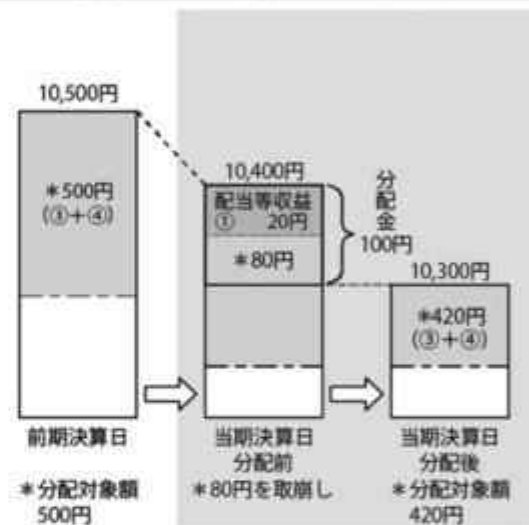 10,500円
*500円
(③+④)
前期決算日
*分配対象額
500円
10,400円
配当等収益
① 20円
*80円
分配金
100円
当期決算日
分配前
*80円を取崩し
10,300円
*420円
(③+④)
当期決算日
分配後
*分配対象額
420円